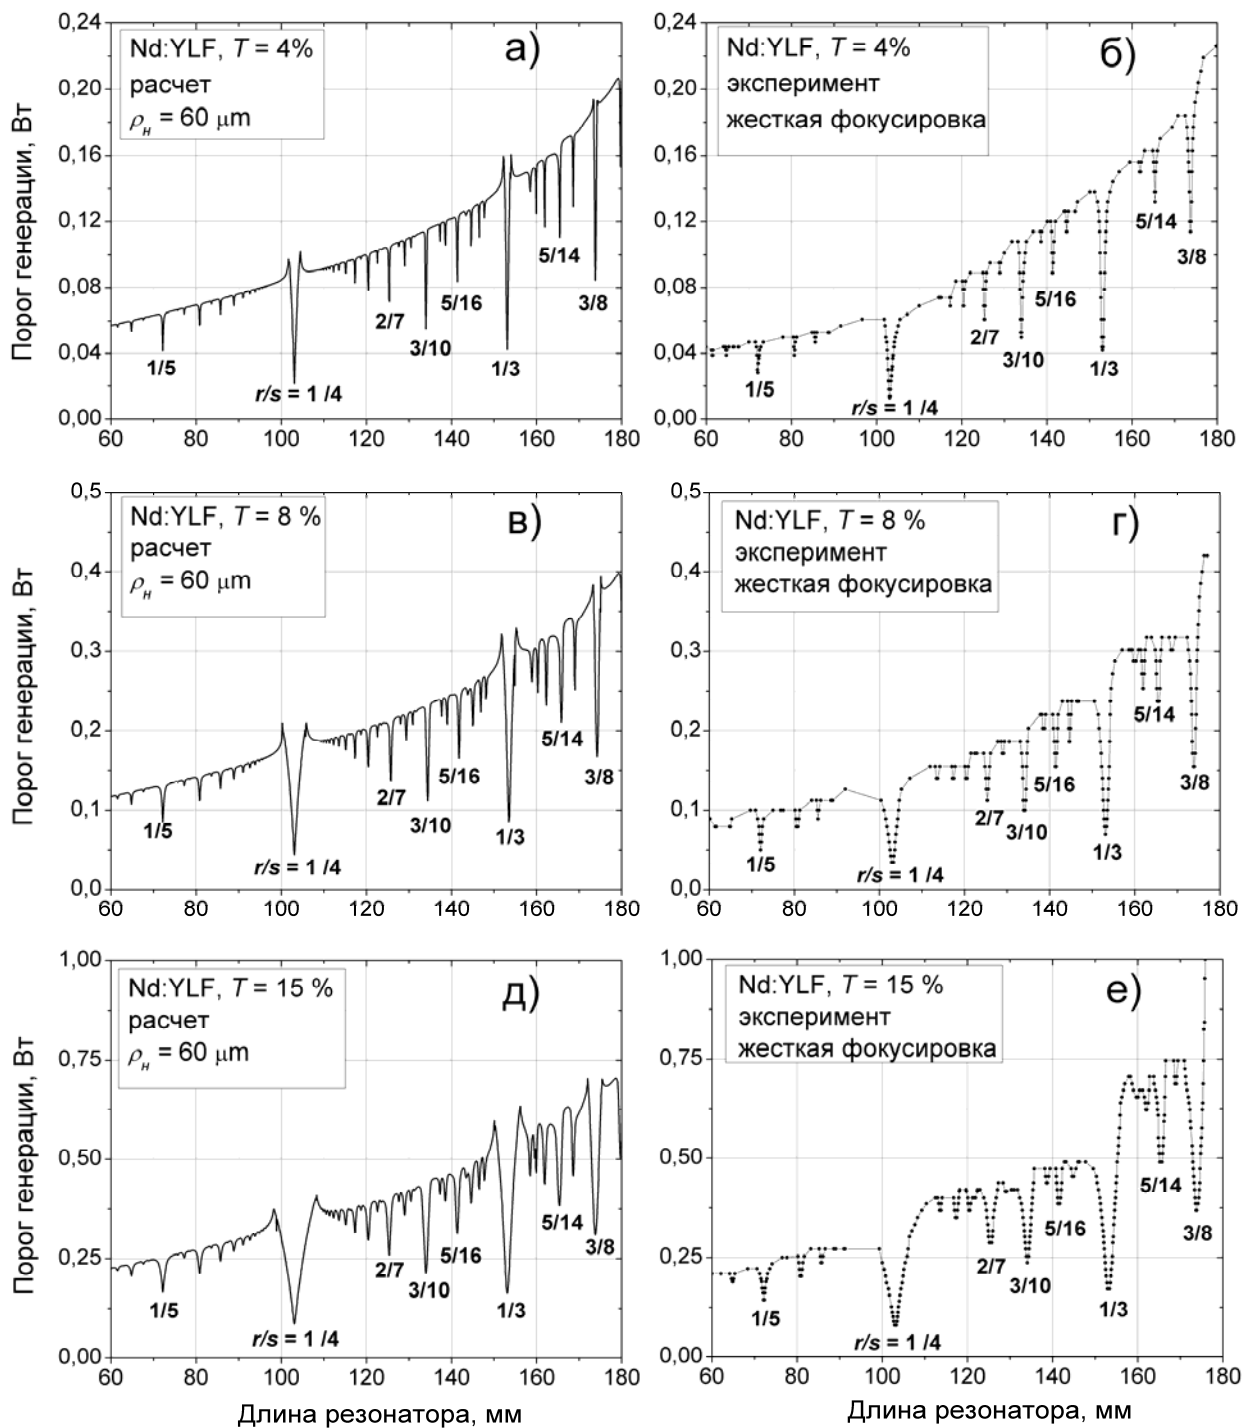 Порог генерации, Вт
0,24
0,20
0,16
0,12
0,08
0,04
0,00
Nd:YLF, T = 4%
расчет
ρн = 60 μm
а)
1/5
r/s = 1 /4
2/7
3/10
5/16
1/3
5/14
3/8
60 80 100 120 140 160 180
0,24
0,20
0,16
0,12
0,08
0,04
0,00
Nd:YLF, T = 4%
эксперимент
жесткая фокусировка
б)
1/5
r/s = 1 /4
2/7
3/10
5/16
1/3
5/14
3/8
60 80 100 120 140 160 180
Порог генерации, Вт
0,5
0,4
0,3
0,2
0,1
0,0
Nd:YLF, T = 8 %
расчет
ρн = 60 μm
в)
1/5
r/s = 1 /4
2/7
3/10
5/16
1/3
5/14
3/8
60 80 100 120 140 160 180
0,5
0,4
0,3
0,2
0,1
0,0
Nd:YLF, T = 8 %
эксперимент
жесткая фокусировка
г)
1/5
r/s = 1 /4
2/7
3/10
5/16
1/3
5/14
3/8
60 80 100 120 140 160 180
Порог генерации, Вт
1,00
0,75
0,50
0,25
0,00
Nd:YLF, T = 15 %
расчет
ρн = 60 μm
д)
1/5
r/s = 1 /4
2/7
3/10
5/16
1/3
5/14
3/8
60 80 100 120 140 160 180
Длина резонатора, мм
1,00
0,75
0,50
0,25
0,00
Nd:YLF, T = 15 %
эксперимент
жесткая фокусировка
е)
1/5
r/s = 1 /4
2/7
3/10
5/16
1/3
5/14
3/8
60 80 100 120 140 160 180
Длина резонатора, мм